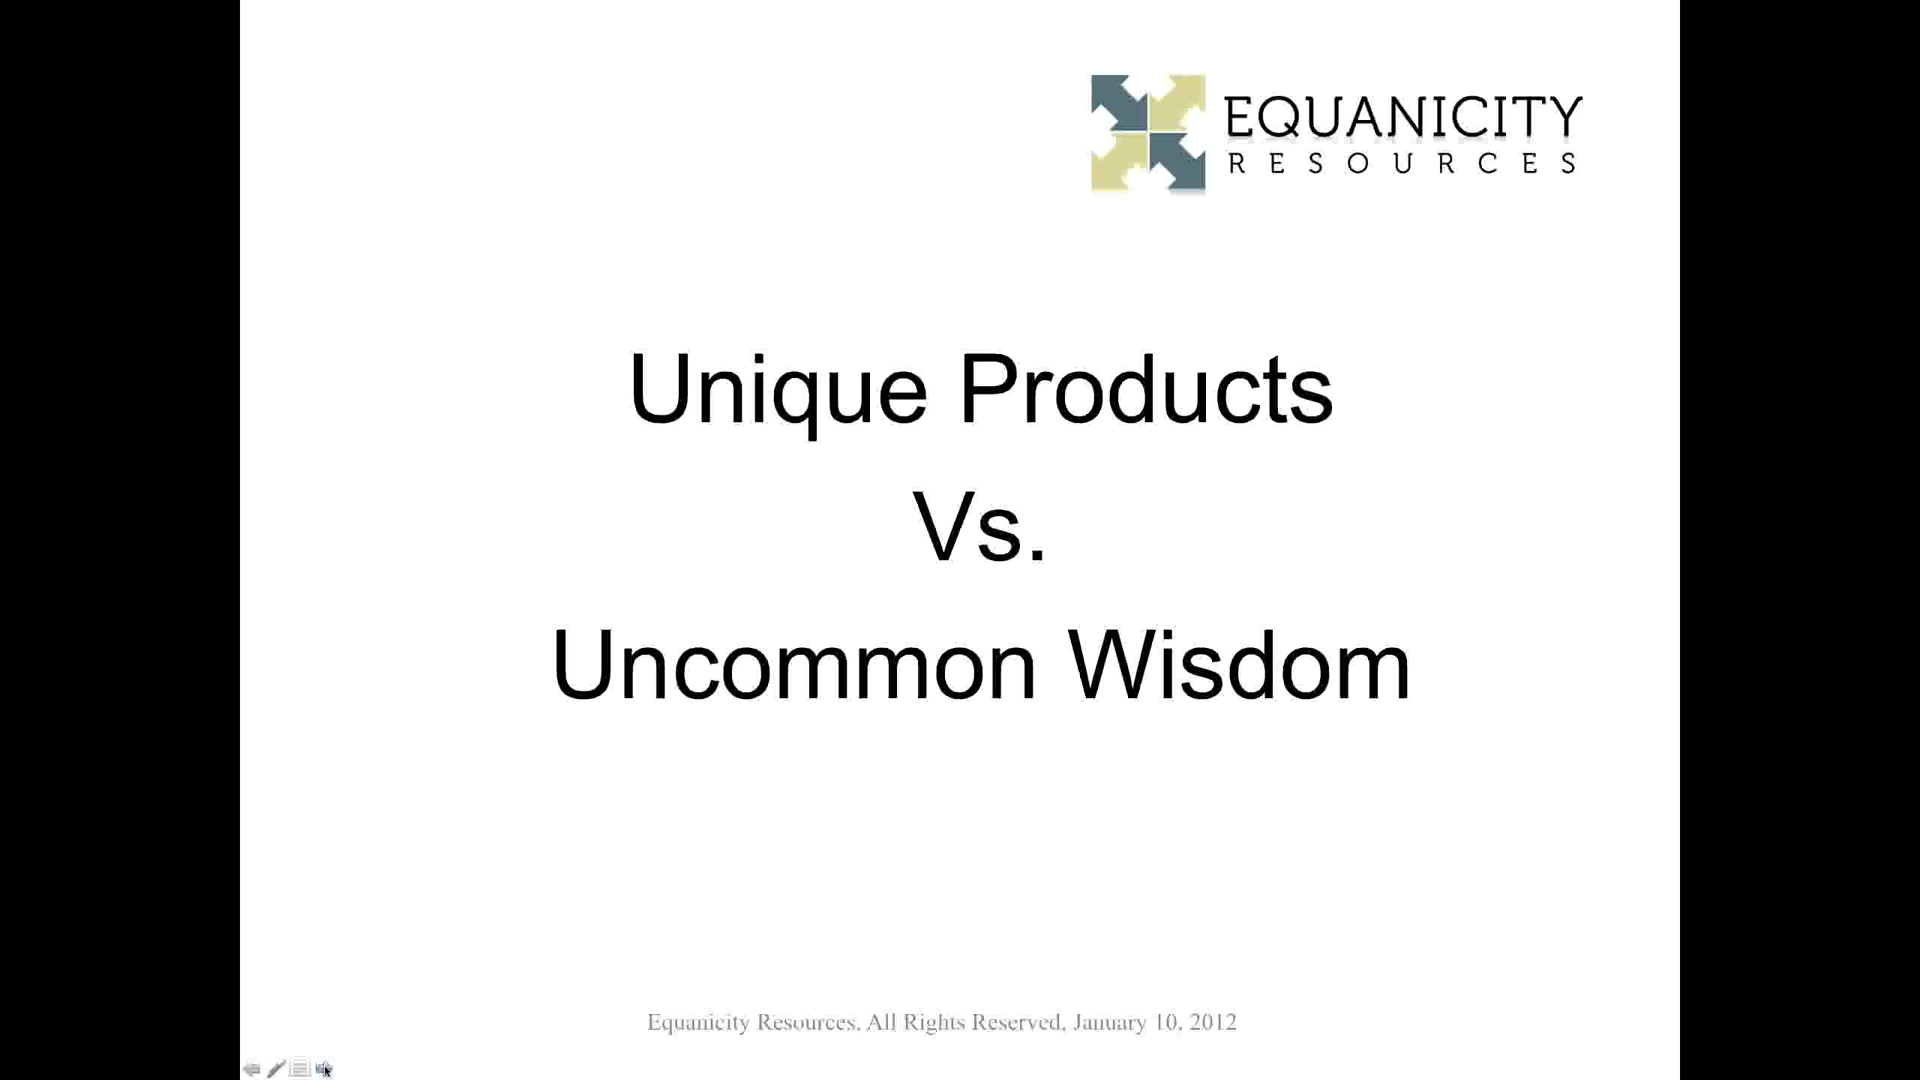 EQUANICITY
RESOURCES
Unique Products
Vs.
Uncommon Wisdom
Equanicity Resources, All Rights Reserved, January 10, 2012